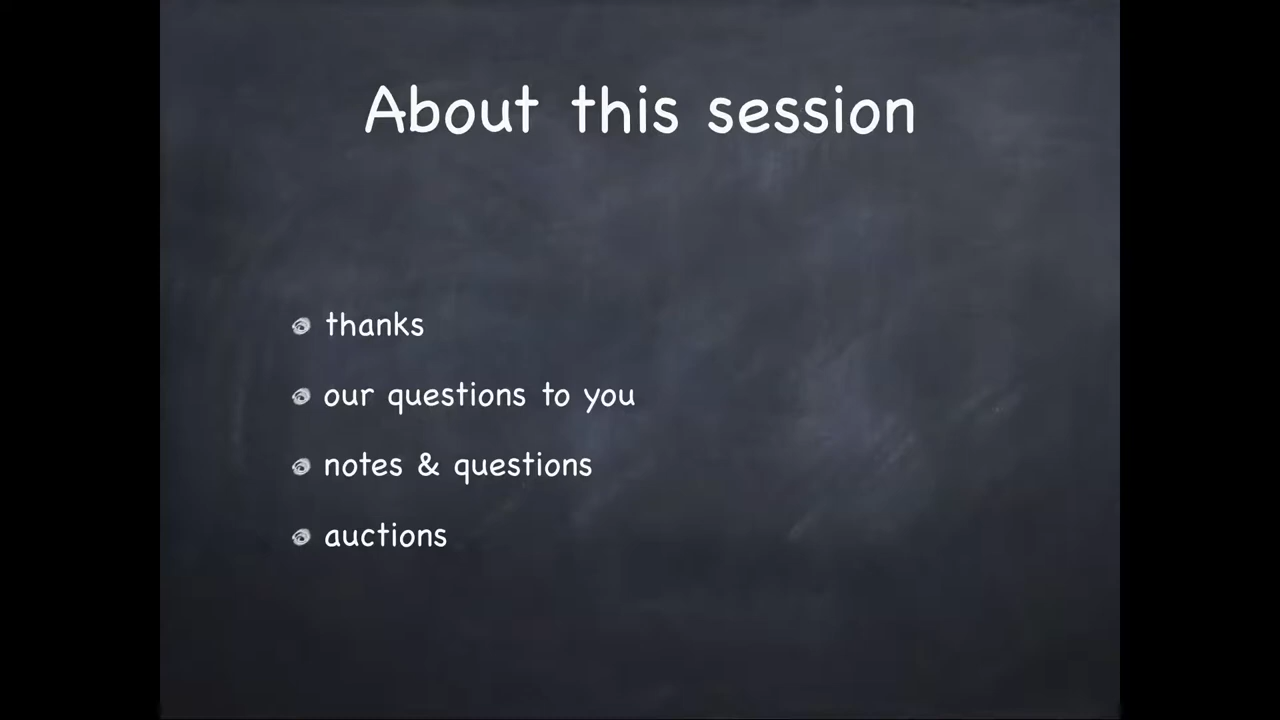 About this session
thanks
our questions to you
notes & questions
auctions